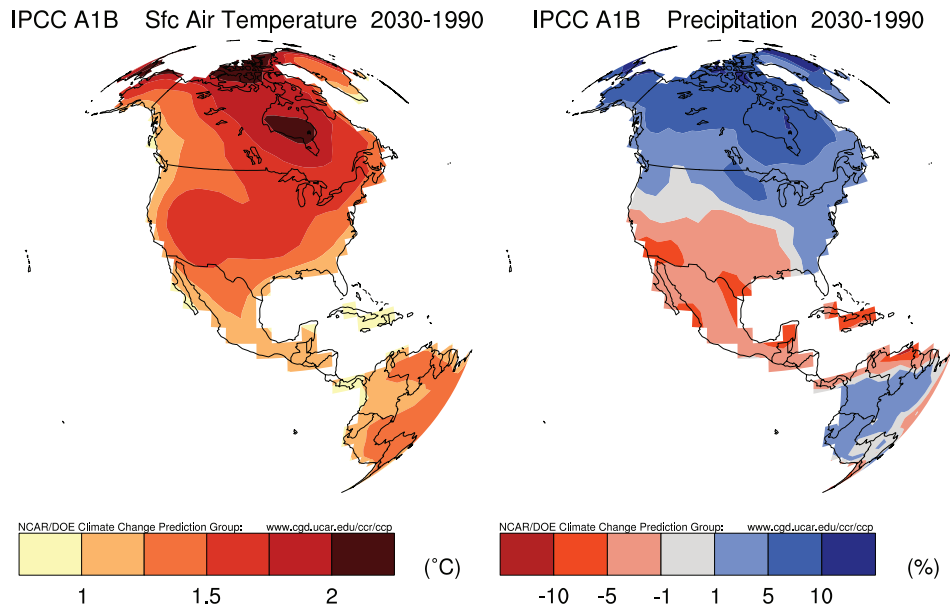 IPCC A1B Sfc Air Temperature 2030-1990
NCAR/DOE Climate Change Prediction Group: www.cgd.ucar.edu/ccr/ccp
(°C)
1 1.5 2
IPCC A1B Precipitation 2030-1990
NCAR/DOE Climate Change Prediction Group: www.cgd.ucar.edu/ccr/ccp
(%)
-10 -5 -1 1 5 10